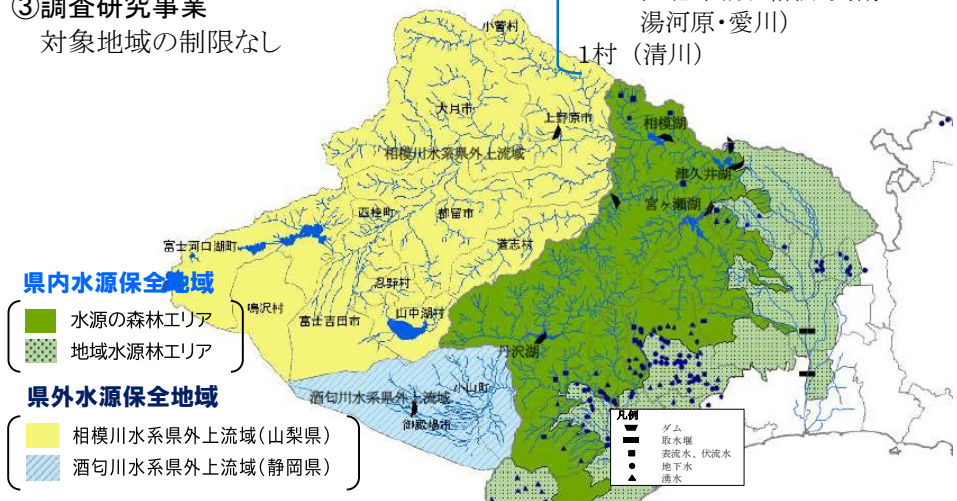 ③調査研究事業
対象地域の制限なし
湯河原・愛川）
1村（清川）
小菅村
大月市
上野原市
相模湖
相模川水系県外上流域
津久井湖
宮ヶ瀬湖
西桂町
都留市
富士河口湖町
道志村
忍野村
鳴沢村
富士吉田市
山中湖村
丹沢湖
小山町
酒匂川水系県外上流域
御殿場市
県内水源保全地域
水源の森林エリア
地域水源林エリア
県外水源保全地域
相模川水系県外上流域(山梨県)
酒匂川水系県外上流域(静岡県)
凡例
ダム
取水堰
表流水、伏流水
地下水
湧水